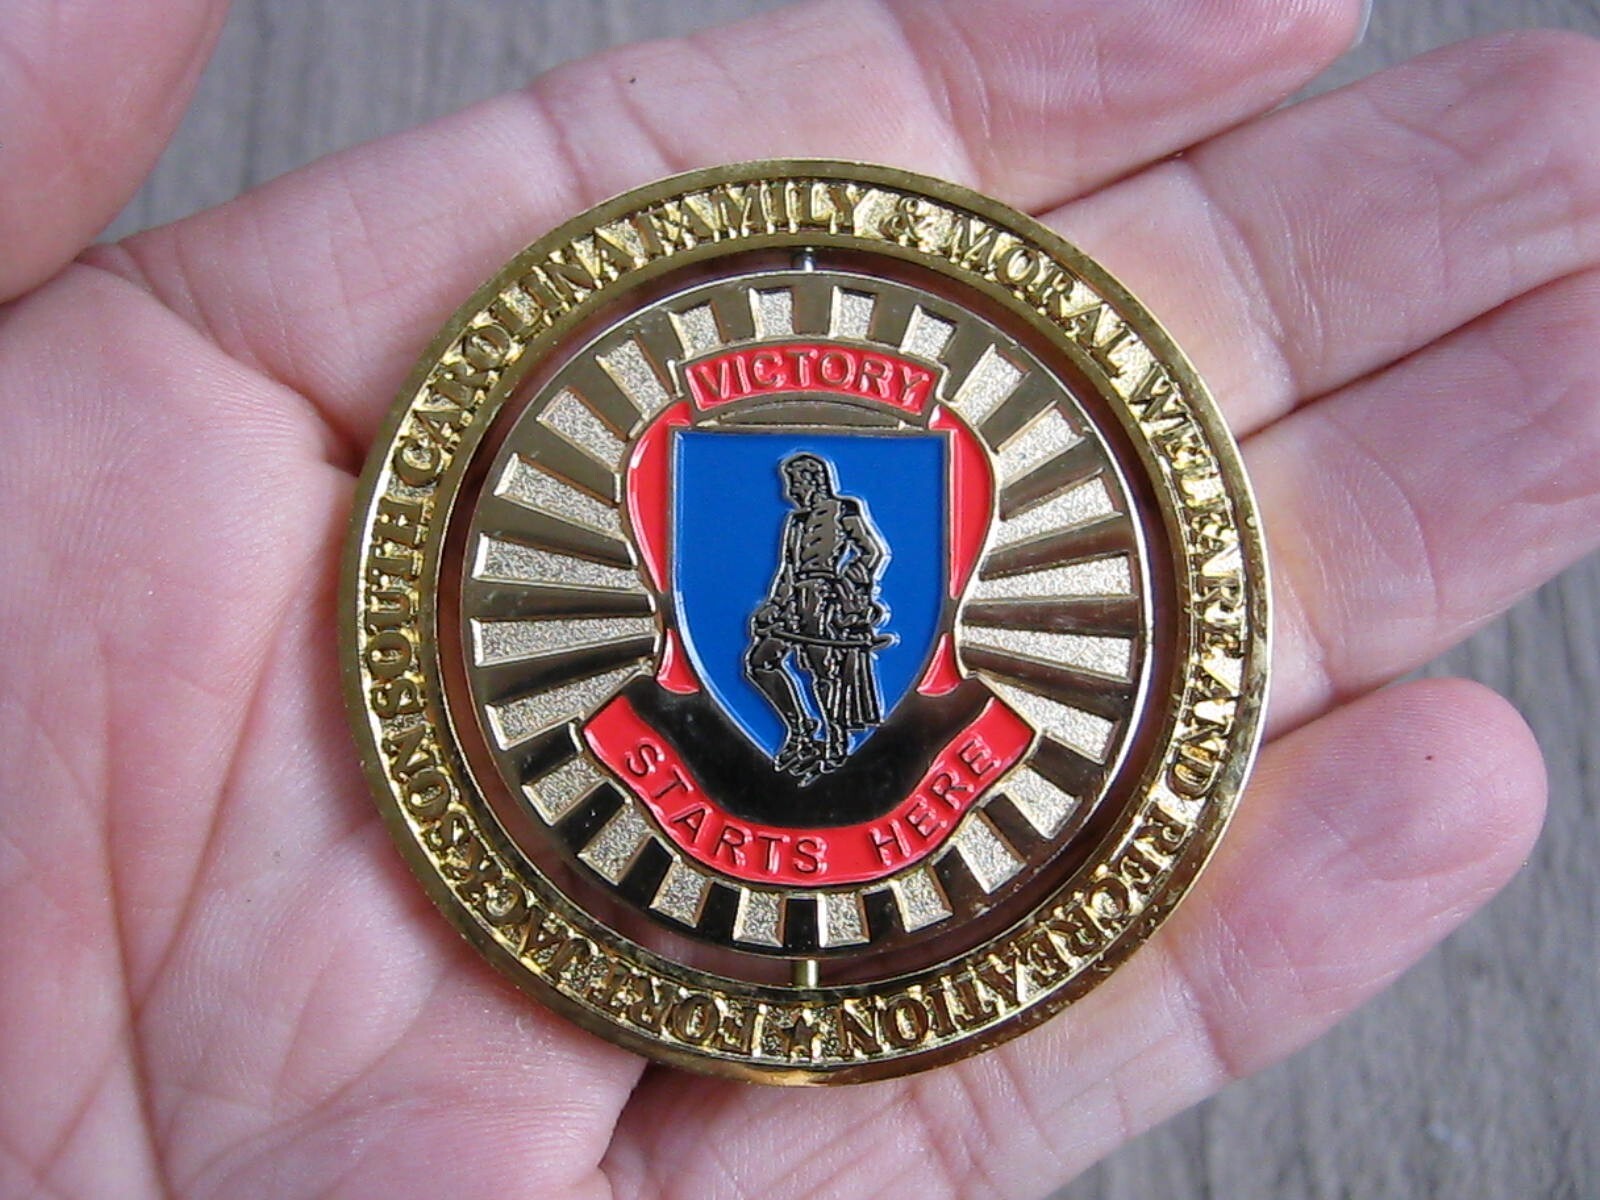 FORT JACKSON SOUTH CAROLINA FAMILY & MORAL WELFARE AND RECREATION
VICTORY
STARTS HERE